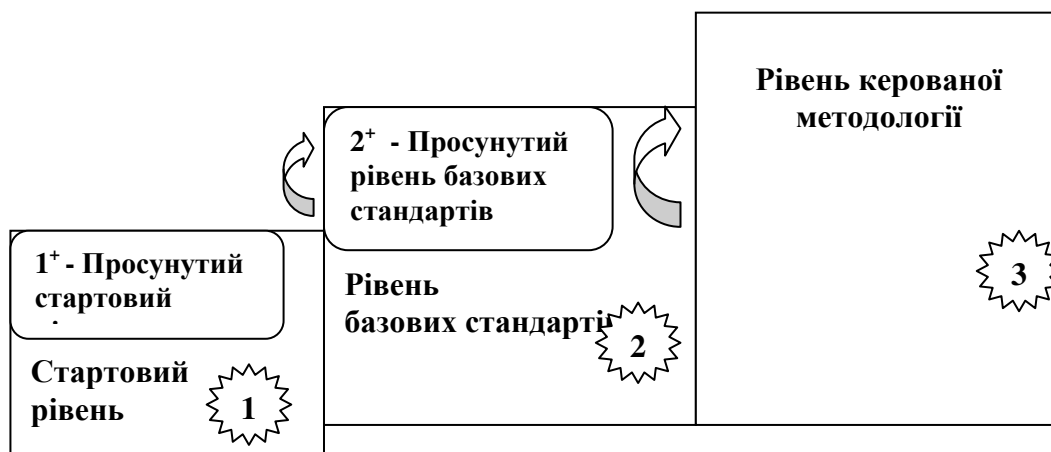 Рівень керованої
методології
2+ - Просунутий
рівень базових
стандартів
3
1+ - Просунутий
стартовий
Рівень
базових стандарті
2
Стартовий
рівень
1